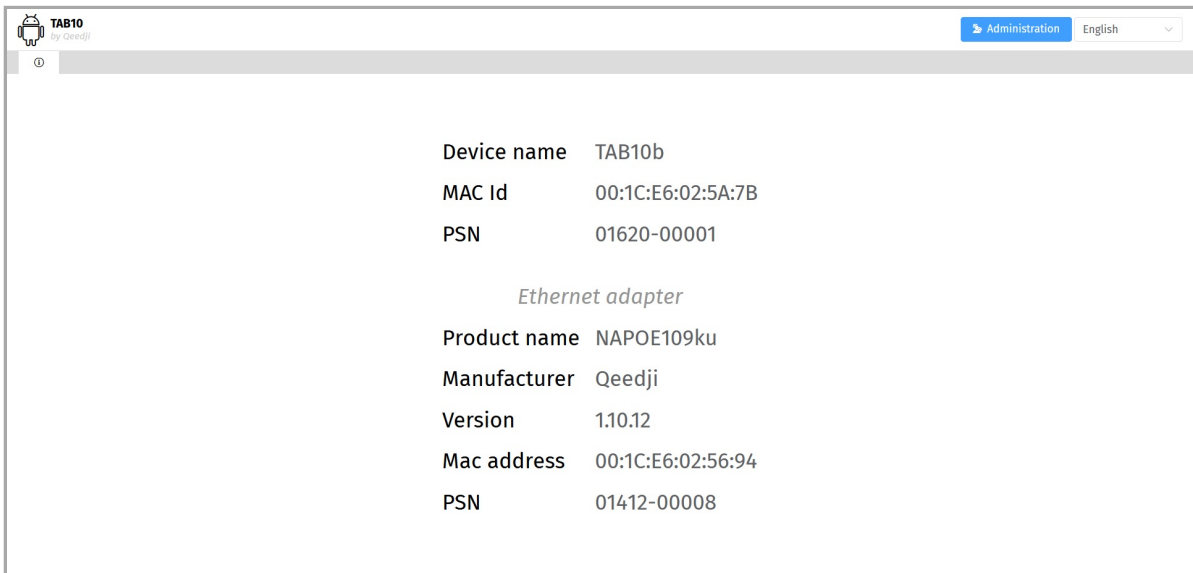 TAB10
by Qeedji
Administration
English
Device name TAB10b
MAC Id 00:1C:E6:02:5A:7B
PSN 01620-00001
Ethernet adapter
Product name NAPOE109ku
Manufacturer Qeedji
Version 1.10.12
Mac address 00:1C:E6:02:56:94
PSN 01412-00008